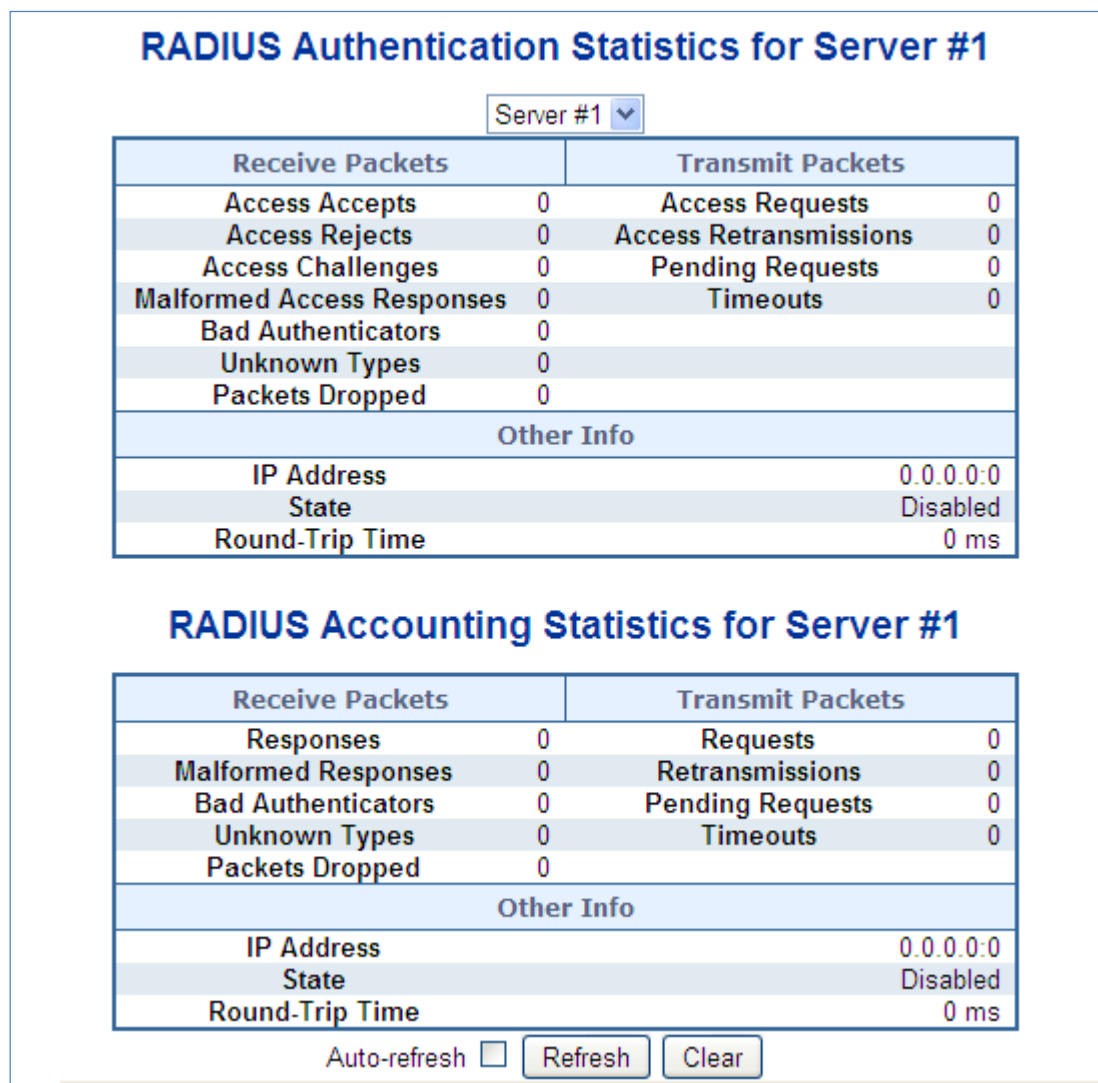 RADIUS Authentication Statistics for Server #1
Server #1
Receive Packets Transmit Packets
Access Accepts 0 Access Requests 0
Access Rejects 0 Access Retransmissions 0
Access Challenges 0 Pending Requests 0
Malformed Access Responses 0 Timeouts 0
Bad Authenticators 0
Unknown Types 0
Packets Dropped 0
Other Info
IP Address 0.0.0.0:0
State Disabled
Round-Trip Time 0 ms
RADIUS Accounting Statistics for Server #1
Receive Packets Transmit Packets
Responses 0 Requests 0
Malformed Responses 0 Retransmissions 0
Bad Authenticators 0 Pending Requests 0
Unknown Types 0 Timeouts 0
Packets Dropped 0
Other Info
IP Address 0.0.0.0:0
State Disabled
Round-Trip Time 0 ms
Auto-refresh Refresh Clear